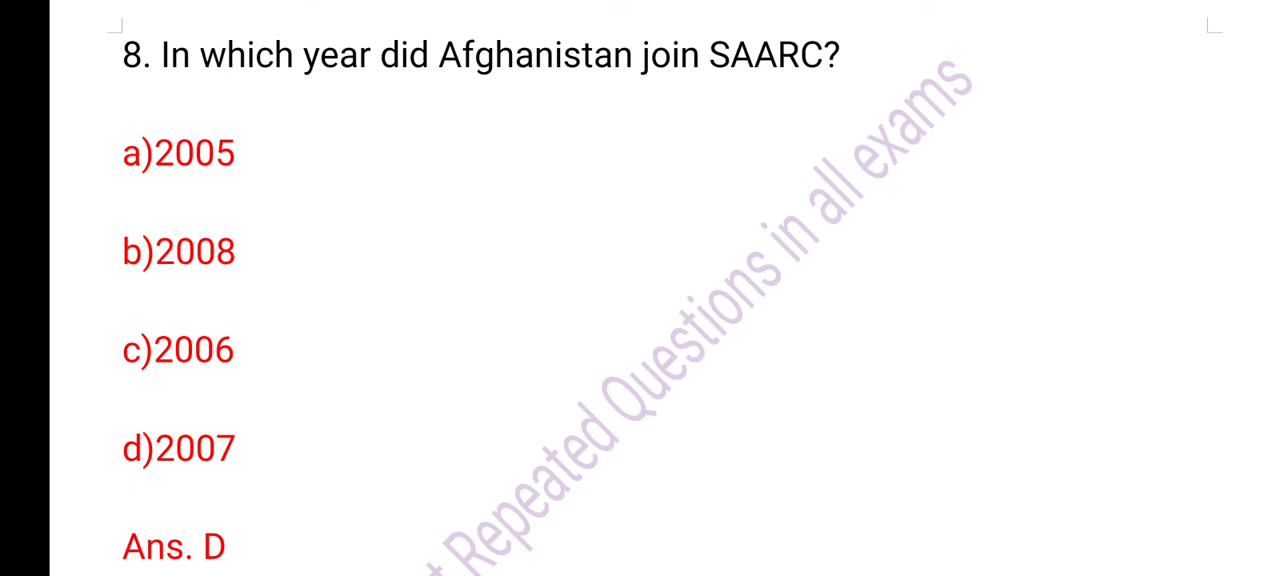 8. In which year did Afghanistan join SAARC?
a)2005
b)2008
c)2006
d)2007
Ans. D
Repeated Questions in all exams